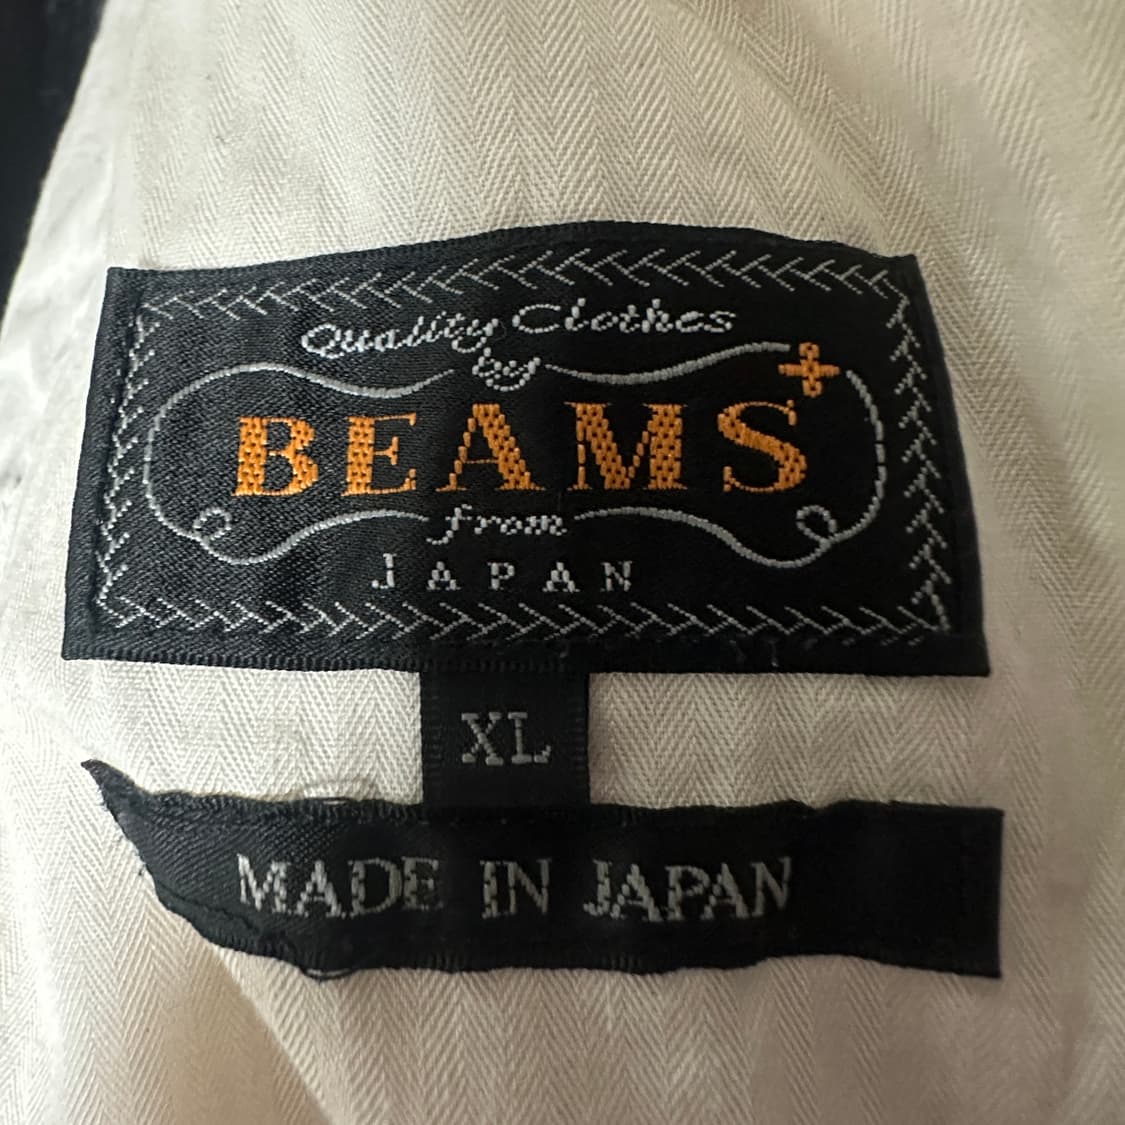 Quality Clothes
by
BEAMS+
from
JAPAN
XL
MADE IN JAPAN